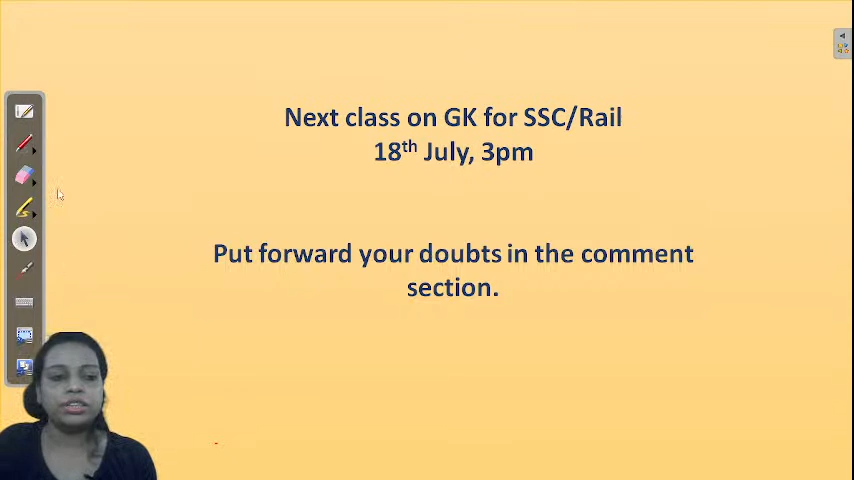 Next class on GK for SSC/Rail
18th July, 3pm
Put forward your doubts in the comment
section.